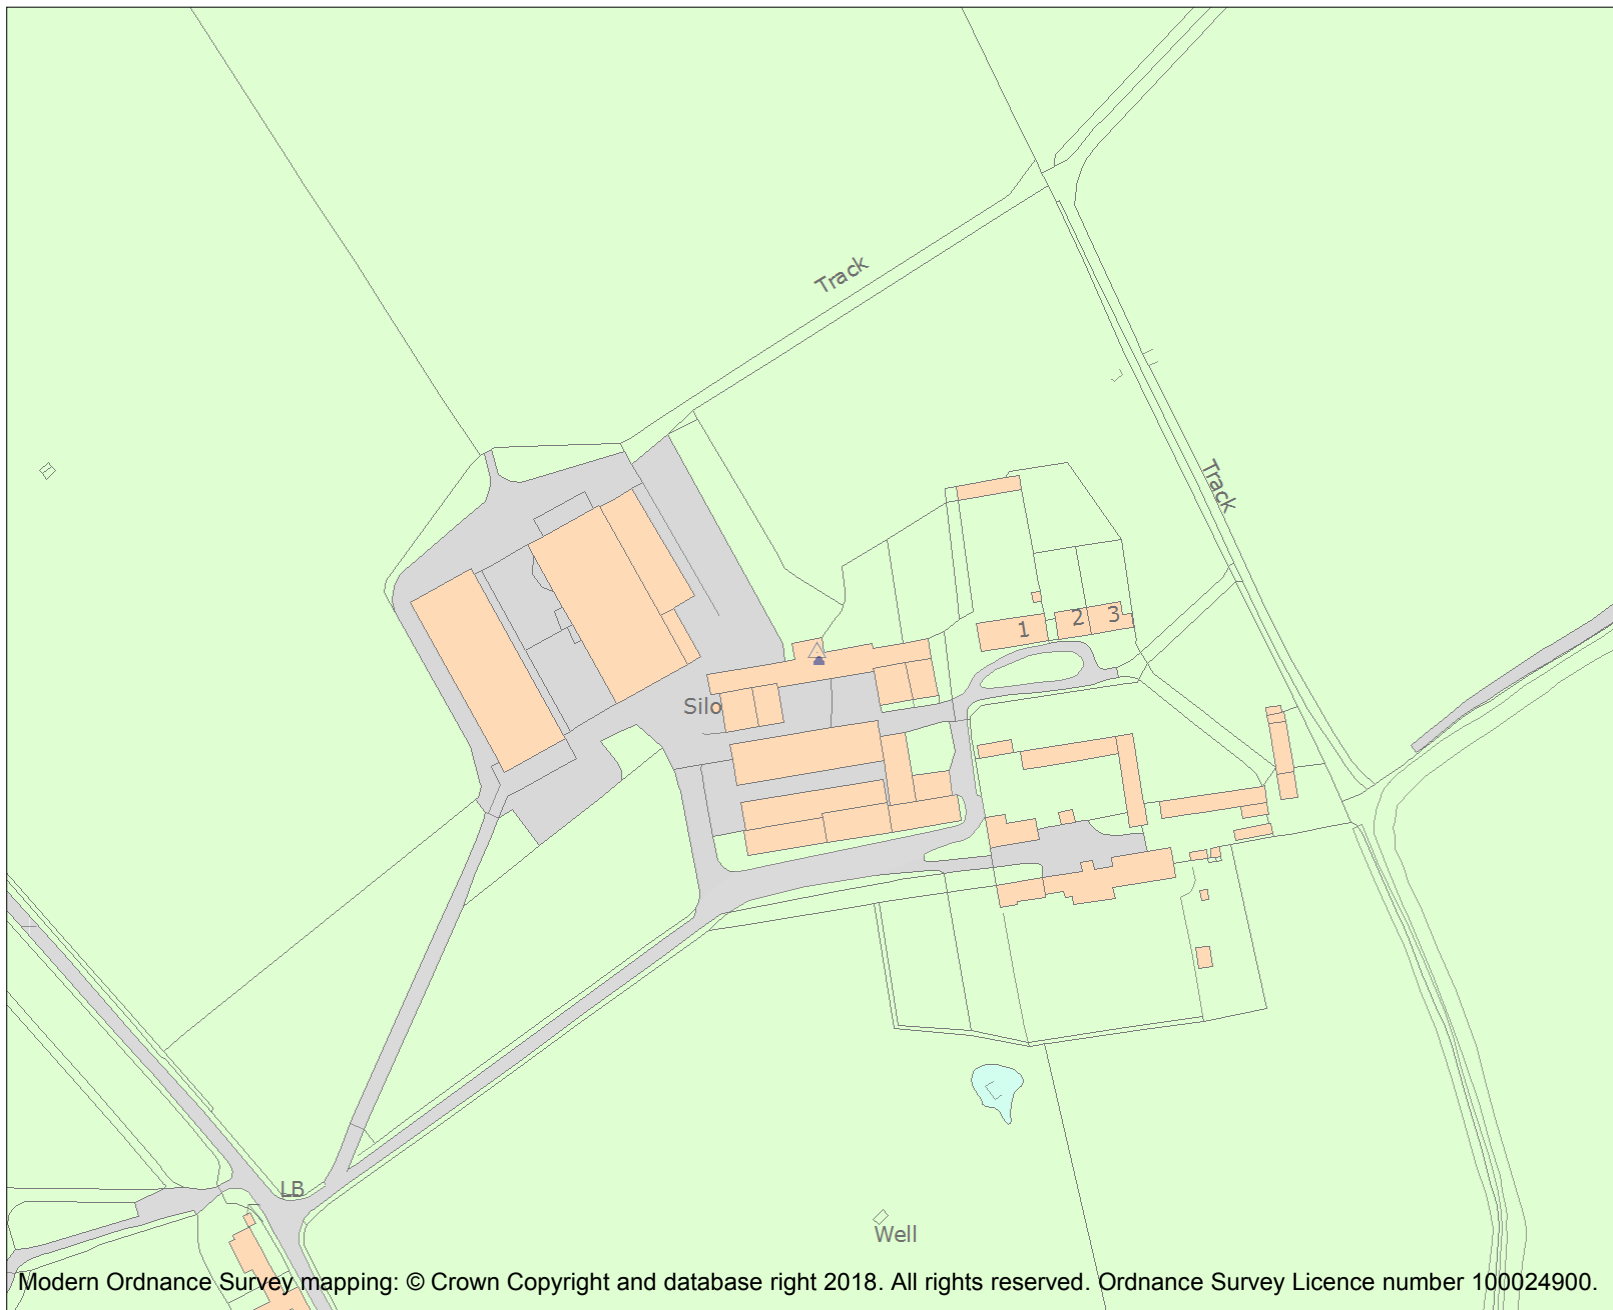 Track
Track
1
2
3
Silo
LB
Well
Modern Ordnance Survey mapping: © Crown Copyright and database right 2018. All rights reserved. Ordnance Survey Licence number 100024900.